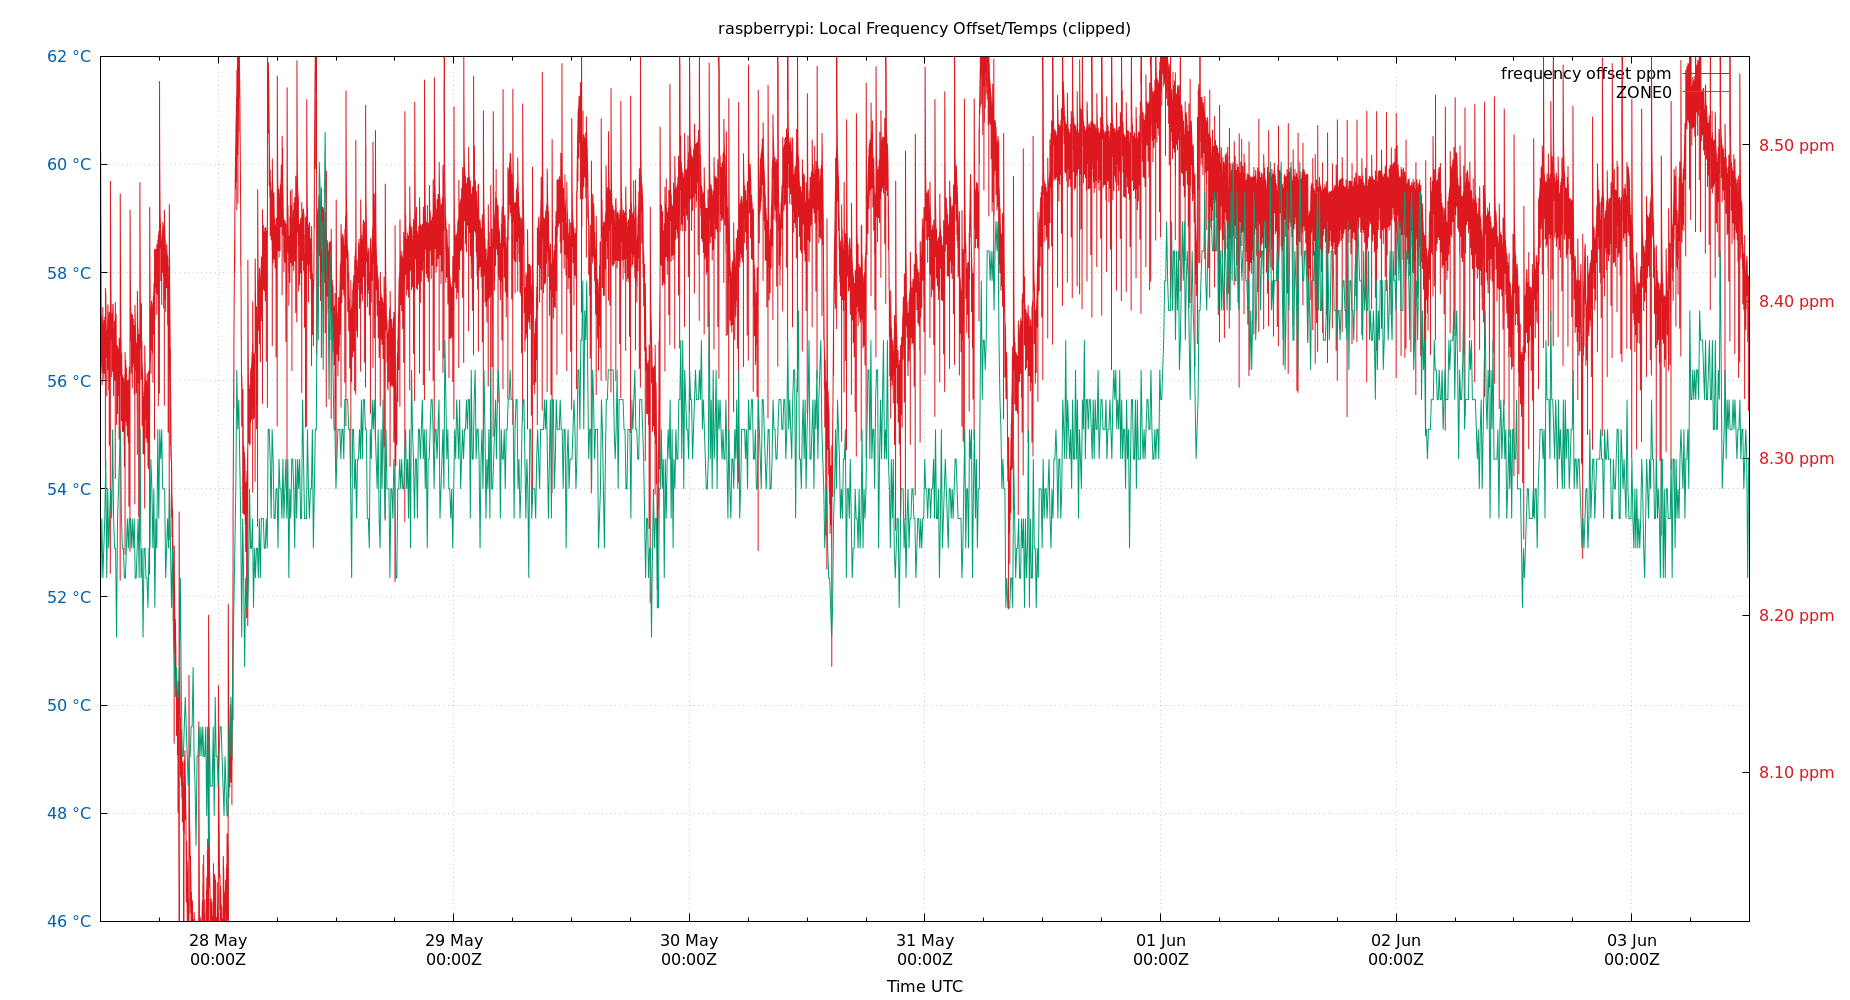 raspberrypi: Local Frequency Offset/Temps (clipped)
62 °C
60 °C
58 °C
56 °C
54 °C
52 °C
50 °C
48 °C
46 °C
frequency offset ppm
ZONE0
8.50 ppm
8.40 ppm
8.30 ppm
8.20 ppm
8.10 ppm
28 May 29 May 30 May 31 May 01 Jun 02 Jun 03 Jun
00:00Z 00:00Z 00:00Z 00:00Z 00:00Z 00:00Z 00:00Z
Time UTC